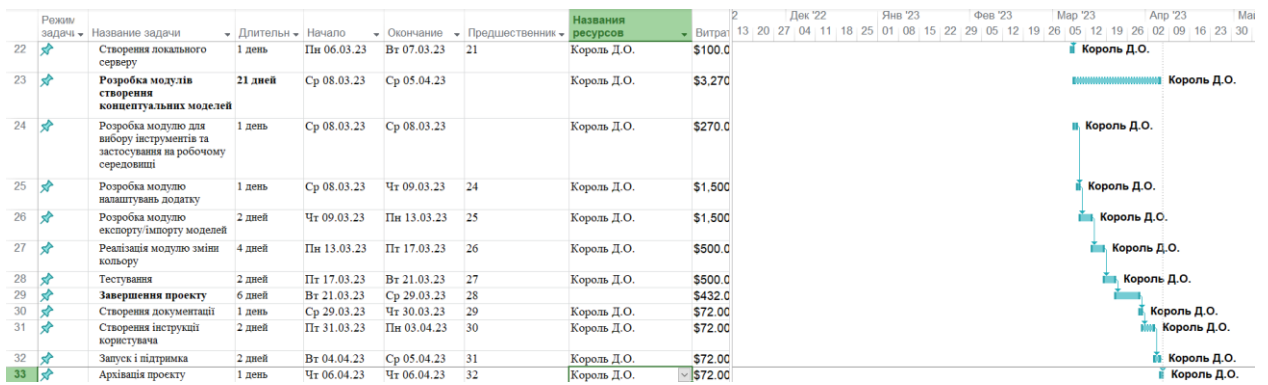 2 Дек '22 Янв '23 Фев '23 Мар '23 Апр '23 Май
Режим задачи Название задачи Длительн Начало Окончание Предшественник Названия ресурсов Витрат 13 20 27 04 11 18 25 01 08 15 22 29 05 12 19 26 05 12 19 26 02 09 16 23 30
22 Створення локального 1 день Пн 06.03.23 Вт 07.03.23 21 Король Д.О. $100.0 Король Д.О.
серверу
23 Розробка модулів 21 дней Ср 08.03.23 Ср 05.04.23 Король Д.О. $3,270 Король Д.О.
створення
концептуальних моделей
24 Розробка модулю для 1 день Ср 08.03.23 Ср 08.03.23 Король Д.О. $270.0 Король Д.О.
вибору інструментів та
застосування на робочому
середовищі
25 Розробка модулю 1 день Ср 08.03.23 Чт 09.03.23 24 Король Д.О. $1,500 Король Д.О.
налаштувань додатку
26 Розробка модулю 2 дней Чт 09.03.23 Пн 13.03.23 25 Король Д.О. $1,500 Король Д.О.
експорту/імпорту моделей
27 Реалізація модулю зміни 4 дней Пн 13.03.23 Пт 17.03.23 26 Король Д.О. $500.0 Король Д.О.
кольору
28 Тестування 2 дней Пт 17.03.23 Вт 21.03.23 27 Король Д.О. $500.0 Король Д.О.
29 Завершення проекту 6 дней Вт 21.03.23 Ср 29.03.23 28 $432.0
30 Створення документації 1 день Ср 29.03.23 Чт 30.03.23 29 Король Д.О. $72.00 Король Д.О.
31 Створення інструкції 2 дней Пт 31.03.23 Пн 03.04.23 30 Король Д.О. $72.00 Король Д.О.
користувача
32 Запуск і підтримка 2 дней Вт 04.04.23 Ср 05.04.23 31 Король Д.О. $72.00 Король Д.О.
33 Архівація проєкту 1 день Чт 06.04.23 Чт 06.04.23 32 Король Д.О. $72.00 Король Д.О.